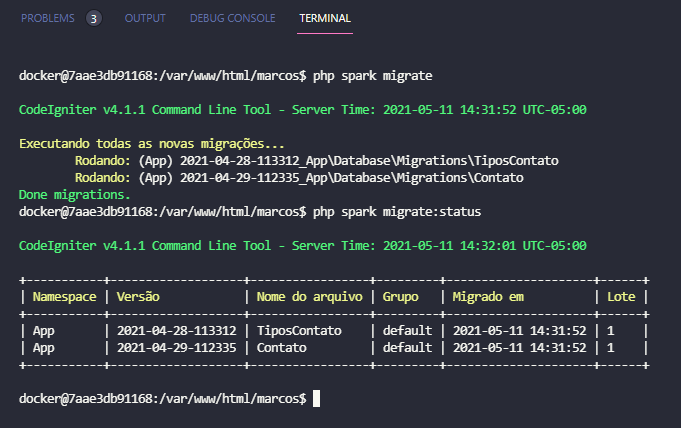 PROBLEMS 3 OUTPUT DEBUG CONSOLE TERMINAL
docker@7aae3db91168:/var/www/html/marcos$ php spark migrate
CodeIgniter v4.1.1 Command Line Tool - Server Time: 2021-05-11 14:31:52 UTC-05:00
Executando todas as novas migrações...
Rodando: (App) 2021-04-28-113312_App\Database\Migrations\TiposContato
Rodando: (App) 2021-04-29-112335_App\Database\Migrations\Contato
Done migrations.
docker@7aae3db91168:/var/www/html/marcos$ php spark migrate:status
CodeIgniter v4.1.1 Command Line Tool - Server Time: 2021-05-11 14:32:01 UTC-05:00
+-----------+-------------------+-----------------+---------+---------------------+------+
| Namespace | Versão | Nome do arquivo | Grupo | Migrado em | Lote |
+-----------+-------------------+-----------------+---------+---------------------+------+
| App | 2021-04-28-113312 | TiposContato | default | 2021-05-11 14:31:52 | 1 |
| App | 2021-04-29-112335 | Contato | default | 2021-05-11 14:31:52 | 1 |
+-----------+-------------------+-----------------+---------+---------------------+------+
docker@7aae3db91168:/var/www/html/marcos$